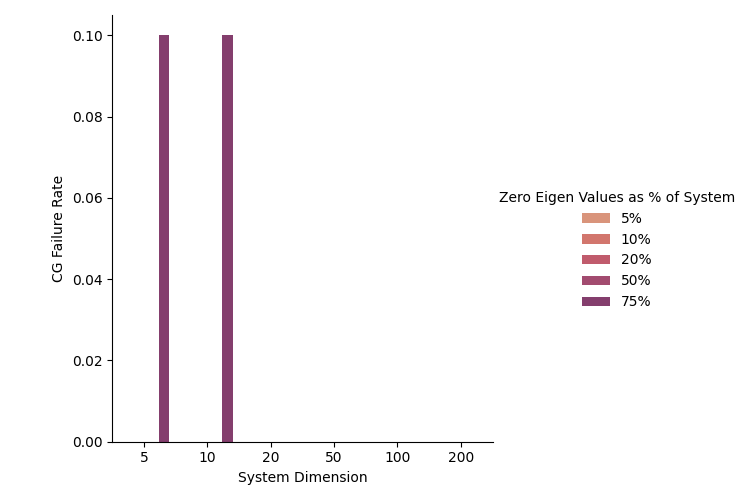 0.10
0.08
0.06
0.04
0.02
0.00
CG Failure Rate
5 10 20 50 100 200
System Dimension
Zero Eigen Values as % of System
5%
10%
20%
50%
75%